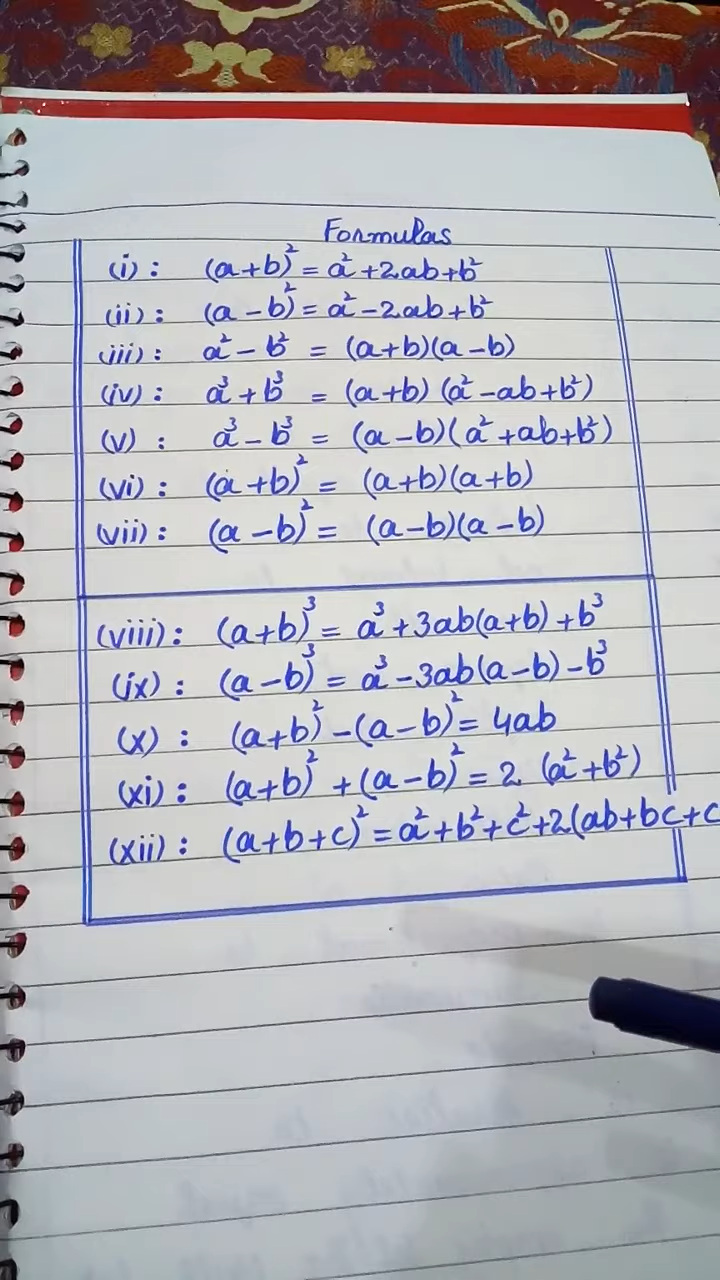 Formulas
(i): (a+b)² = a²+2ab+b²
(ii): (a-b)² = a²-2ab+b²
(iii): a²-b² = (a+b)(a-b)
(iv): a³+b³ = (a+b) (a²-ab+b²)
(v): a³-b³ = (a-b)(a²+ab+b²)
(vi): (a+b)² = (a+b)(a+b)
(vii): (a-b)² = (a-b)(a-b)
(viii): (a+b)³ = a³+3ab(a+b)+b³
(ix): (a-b)³ = a³-3ab(a-b)-b³
(x): (a+b)²-(a-b)² = 4ab
(xi): (a+b)²+(a-b)² = 2 (a²+b²)
(xii): (a+b+c)² = a²+b²+c²+2(ab+bc+c